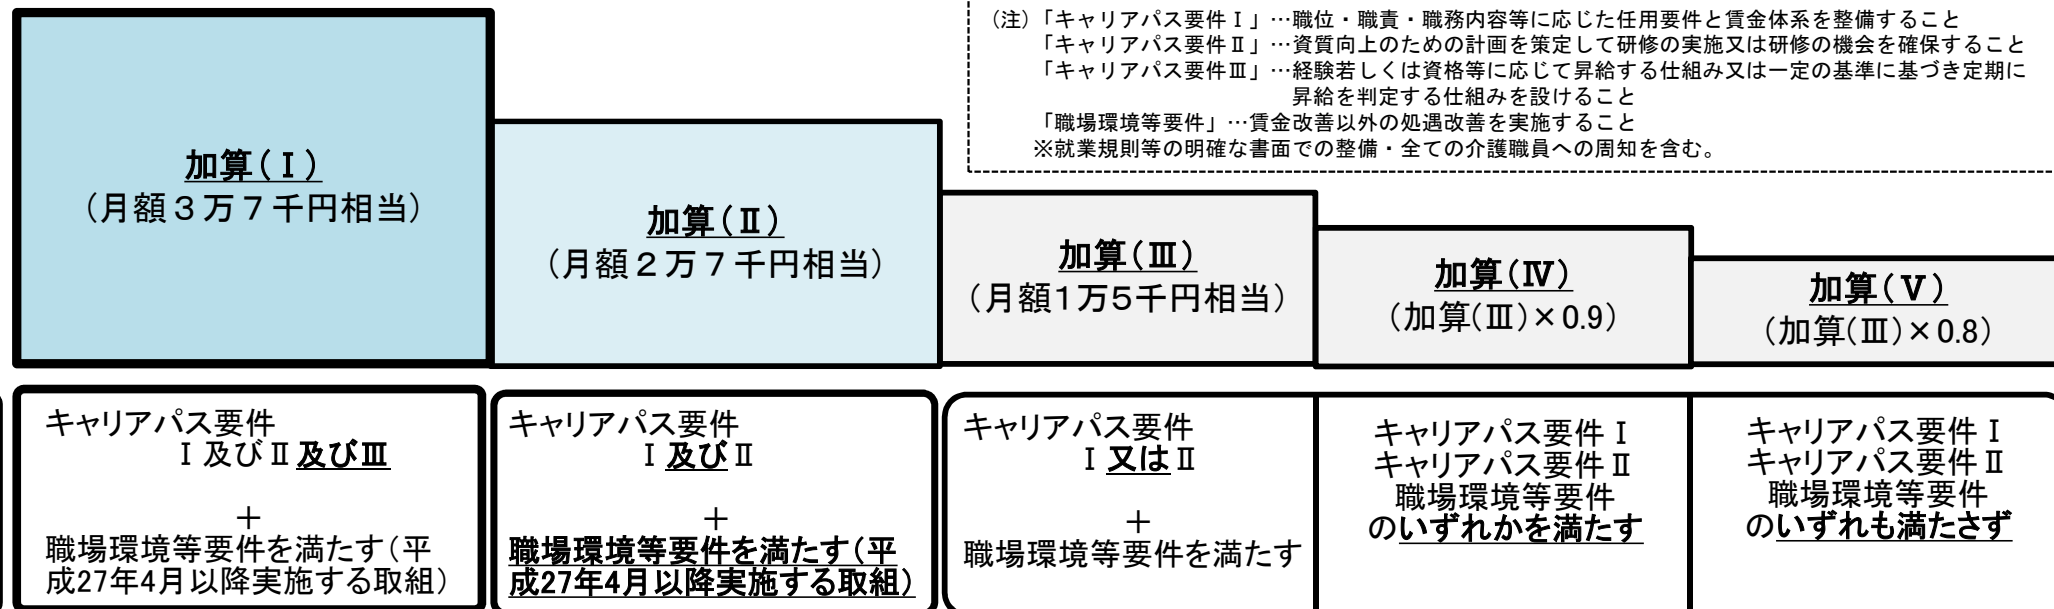 (注)「キャリアパス要件Ⅰ」…職位・職責・職務内容等に応じた任用要件と賃金体系を整備すること
「キャリアパス要件Ⅱ」…資質向上のための計画を策定して研修の実施又は研修の機会を確保すること
「キャリアパス要件Ⅲ」…経験若しくは資格等に応じて昇給する仕組み又は一定の基準に基づき定期に
昇給を判定する仕組みを設けること
「職場環境等要件」…賃金改善以外の処遇改善を実施すること
※就業規則等の明確な書面での整備・全ての介護職員への周知を含む。
加算(Ⅰ)
(月額3万7千円相当)
加算(Ⅱ)
(月額2万7千円相当)
加算(Ⅲ)
(月額1万5千円相当)
加算(Ⅳ)
(加算(Ⅲ)×0.9)
加算(Ⅴ)
(加算(Ⅲ)×0.8)
キャリアパス要件
Ⅰ及びⅡ及びⅢ
+
職場環境等要件を満たす(平
成27年4月以降実施する取組)
キャリアパス要件
Ⅰ及びⅡ
+
職場環境等要件を満たす(平
成27年4月以降実施する取組)
キャリアパス要件
Ⅰ又はⅡ
+
職場環境等要件を満たす
キャリアパス要件Ⅰ
キャリアパス要件Ⅱ
職場環境等要件
のいずれかを満たす
キャリアパス要件Ⅰ
キャリアパス要件Ⅱ
職場環境等要件
のいずれも満たさず